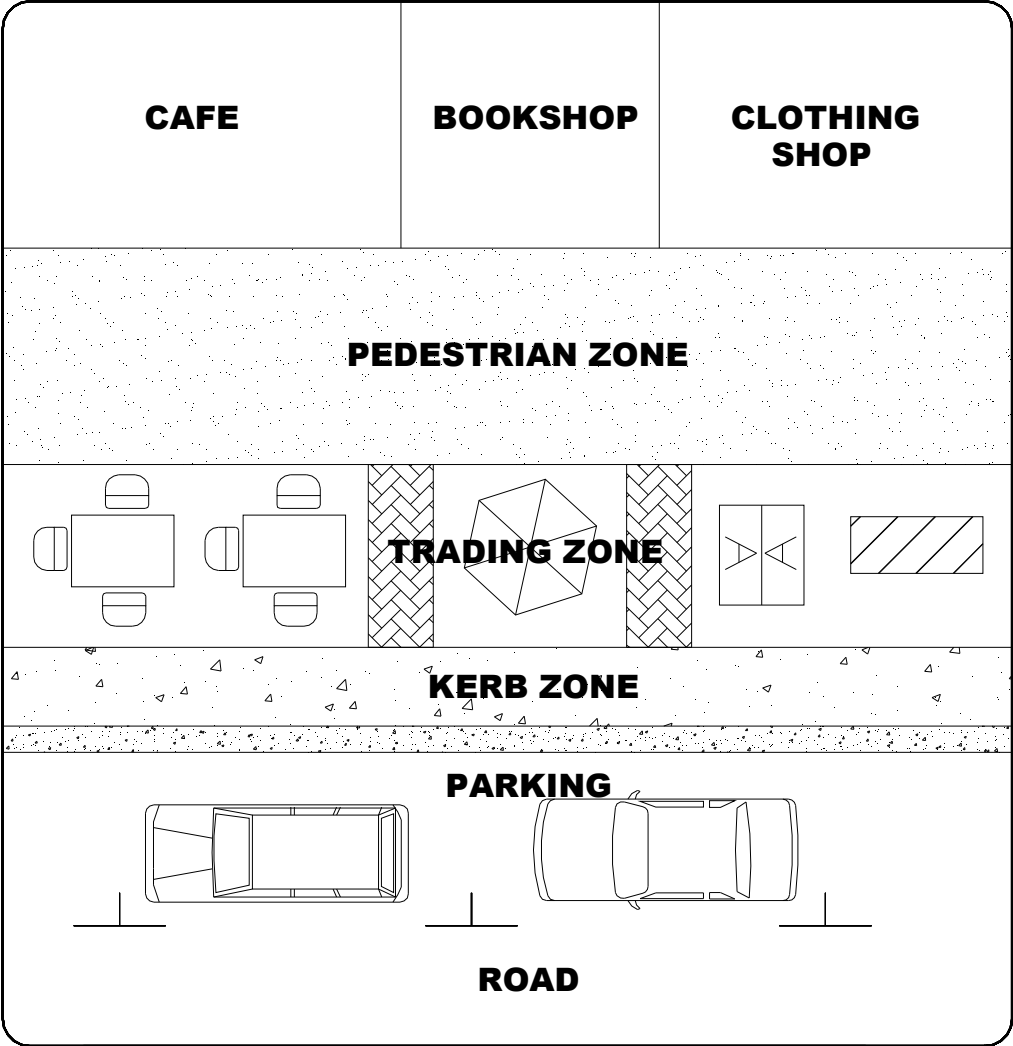 CAFE
BOOKSHOP
CLOTHING
SHOP
PEDESTRIAN ZONE
TRADING ZONE
KERB ZONE
PARKING
ROAD